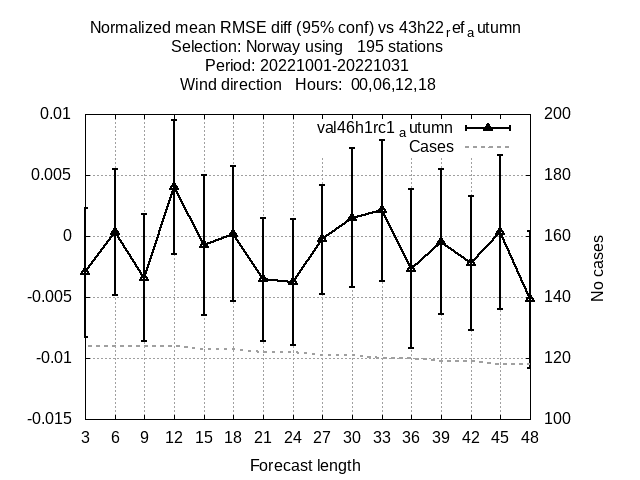 Normalized mean RMSE diff (95% conf) vs 43h22refautumn
Selection: Norway using 195 stations
Period: 20221001-20221031
Wind direction Hours: 00,06,12,18
val46h1rc1autumn
Cases
0.01
0.005
0
-0.005
-0.01
-0.015
200
180
160
140
120
100
No cases
3 6 9 12 15 18 21 24 27 30 33 36 39 42 45 48
Forecast length